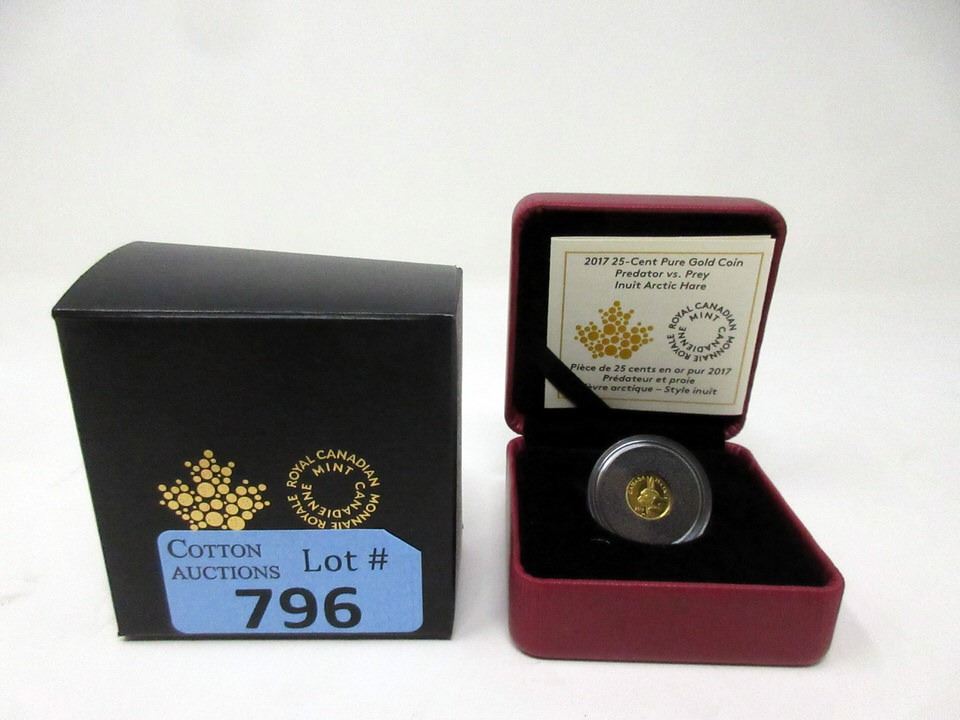 ROYAL CANADIAN MINT
MONNAIE ROYALE CANADIENNE
COTTON AUCTIONS
Lot #
796
2017 25-Cent Pure Gold Coin
Predator vs. Prey
Inuit Arctic Hare
ROYAL CANADIAN MINT
MONNAIE ROYALE CANADIENNE
Pièce de 25 cents en or pur 2017
Prédateur et proie
arctique – Style inuit